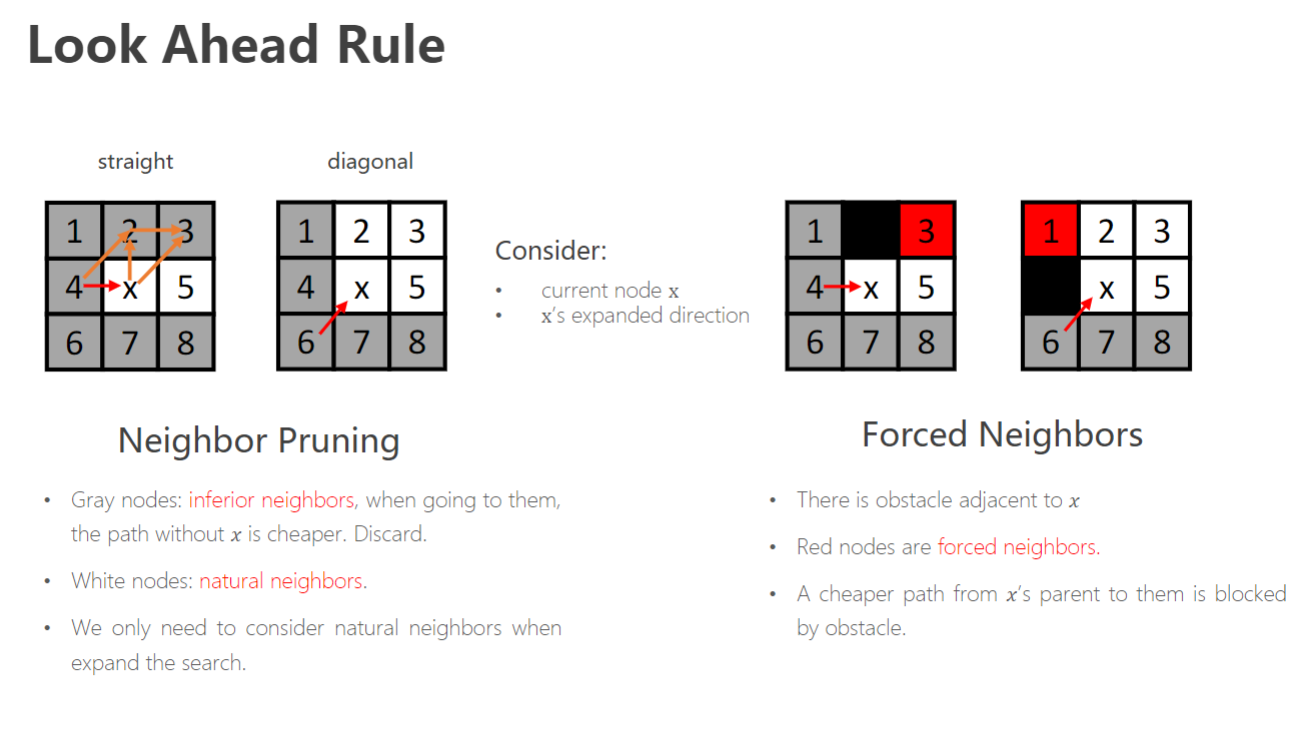 Look Ahead Rule
straight
diagonal
1 2 3
4 x 5
6 7 8
1 2 3
4 x 5
6 7 8
Consider:
• current node x
• x's expanded direction
1 3
4 x 5
6 7 8
1 2 3
x 5
6 7 8
Neighbor Pruning
• Gray nodes: inferior neighbors, when going to them,
the path without x is cheaper. Discard.
• White nodes: natural neighbors.
• We only need to consider natural neighbors when
expand the search.
Forced Neighbors
• There is obstacle adjacent to x
• Red nodes are forced neighbors.
• A cheaper path from x's parent to them is blocked
by obstacle.